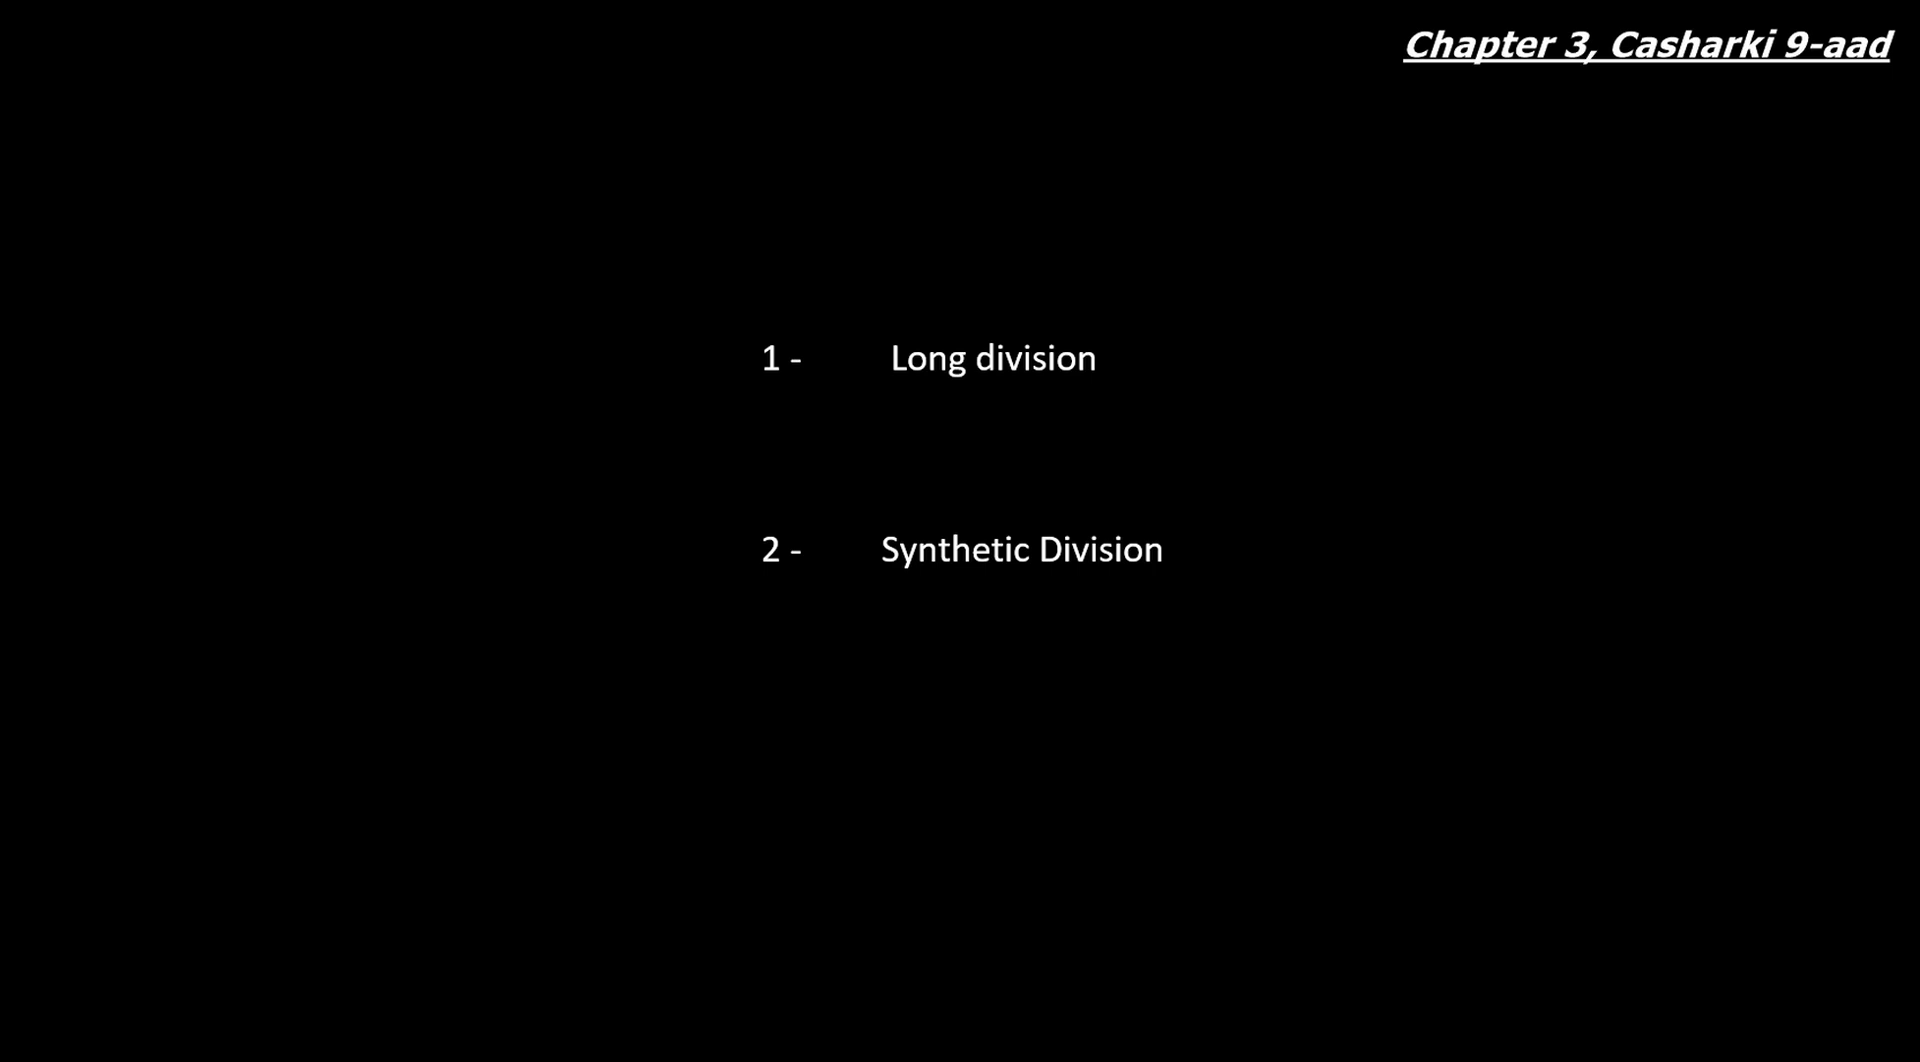 Chapter 3, Casharki 9-aad
1 - Long division
2 - Synthetic Division